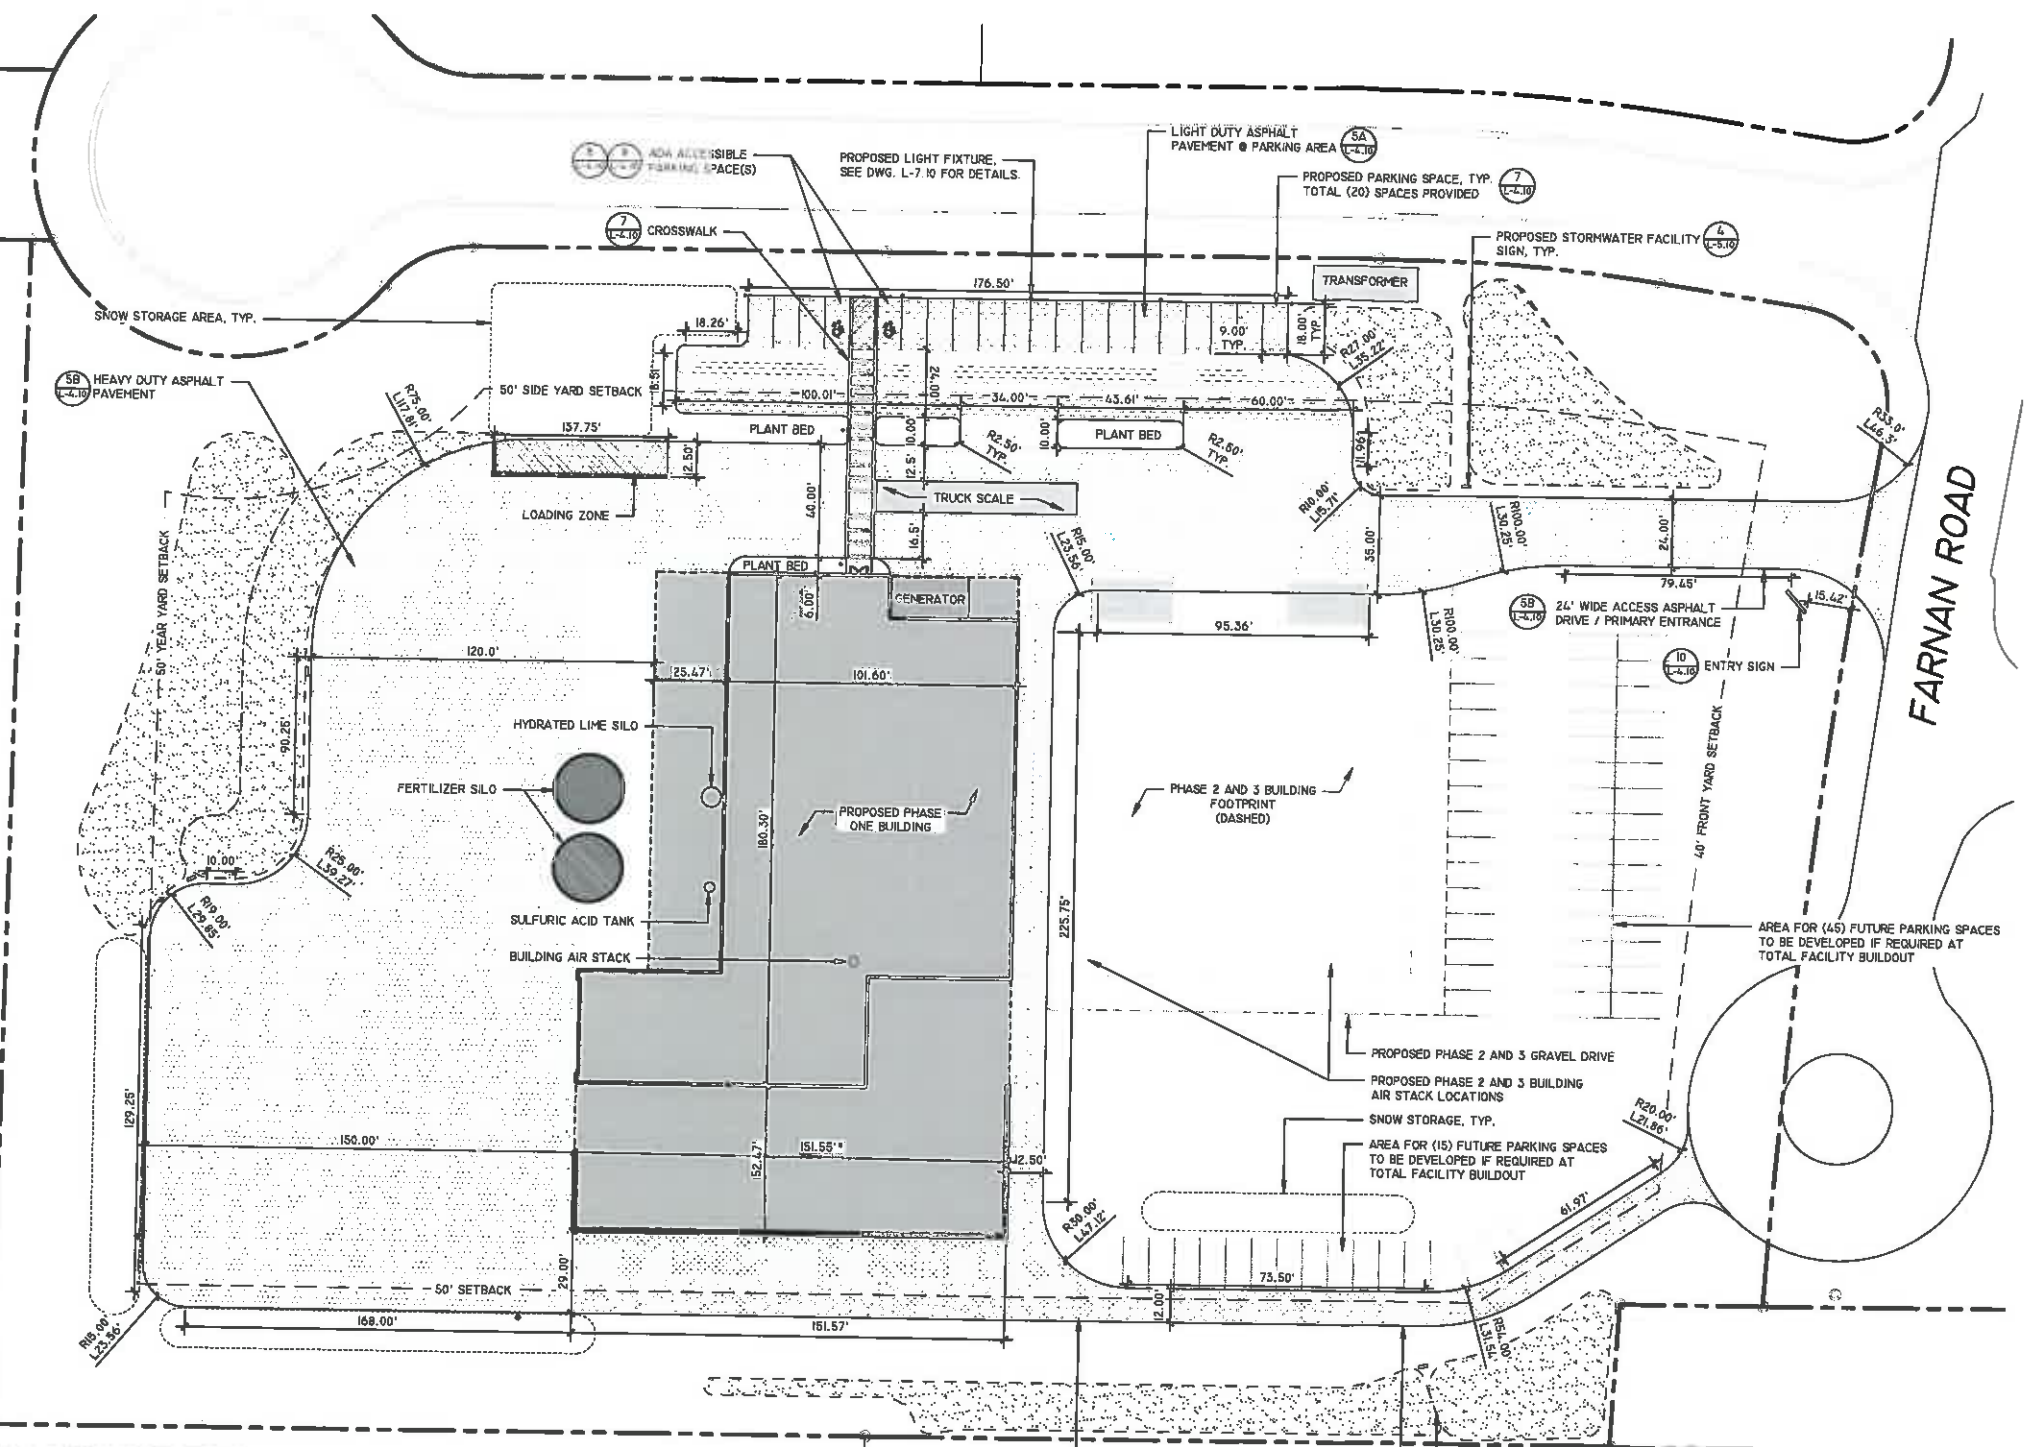 ADA ACCESSIBLE
PARKING SPACE(S)
PROPOSED LIGHT FIXTURE,
SEE DWG. L-7.10 FOR DETAILS.
LIGHT DUTY ASPHALT
PAVEMENT @ PARKING AREA
5A
L-4.10
PROPOSED PARKING SPACE, TYP.
TOTAL (20) SPACES PROVIDED
7
L-4.10
7
L-4.10
CROSSWALK
PROPOSED STORMWATER FACILITY
SIGN, TYP.
4
L-5.10
176.50'
TRANSFORMER
SNOW STORAGE AREA, TYP.
18.26'
9.00'
TYP.
18.00'
TYP
R27.00'
L35.22'
5B
L-4.10
HEAVY DUTY ASPHALT
PAVEMENT
R75.00'
L117.81'
50' SIDE YARD SETBACK
100.01'
24.00'
34.00'
43.61'
60.00'
R33.0'
L46.3'
137.75'
PLANT BED
10.00'
R2.50'
TYP
10.00'
PLANT BED
R2.50'
TYP
11.96'
12.50'
12.5'
LOADING ZONE
40.00'
TRUCK SCALE
16.5'
R10.00'
L15.71'
R15.00'
L23.56'
35.00'
R100.00'
L30.25'
24.00'
FARNAN ROAD
50' YEAR YARD SETBACK
PLANT BED
6.00'
GENERATOR
79.45'
15.42'
5B
L-4.10
24' WIDE ACCESS ASPHALT
DRIVE / PRIMARY ENTRANCE
95.36'
R100.00'
L30.25'
10
L-4.10
ENTRY SIGN
120.0'
25.47'
101.60'
90.25'
HYDRATED LIME SILO
FERTILIZER SILO
PROPOSED PHASE
ONE BUILDING
180.30'
PHASE 2 AND 3 BUILDING
FOOTPRINT
(DASHED)
40' FRONT YARD SETBACK
10.00'
R25.00'
L39.27'
R19.00'
L29.85'
SULFURIC ACID TANK
BUILDING AIR STACK
225.75'
AREA FOR (45) FUTURE PARKING SPACES
TO BE DEVELOPED IF REQUIRED AT
TOTAL FACILITY BUILDOUT
PROPOSED PHASE 2 AND 3 GRAVEL DRIVE
PROPOSED PHASE 2 AND 3 BUILDING
AIR STACK LOCATIONS
SNOW STORAGE, TYP.
R20.00'
L21.86'
129.25'
150.00'
151.55'
152.47'
12.50'
AREA FOR (15) FUTURE PARKING SPACES
TO BE DEVELOPED IF REQUIRED AT
TOTAL FACILITY BUILDOUT
61.97'
R30.00'
L47.12'
29.00'
73.50'
50' SETBACK
12.00'
R15.00'
L23.56'
168.00'
151.57'
R54.00'
L31.54'